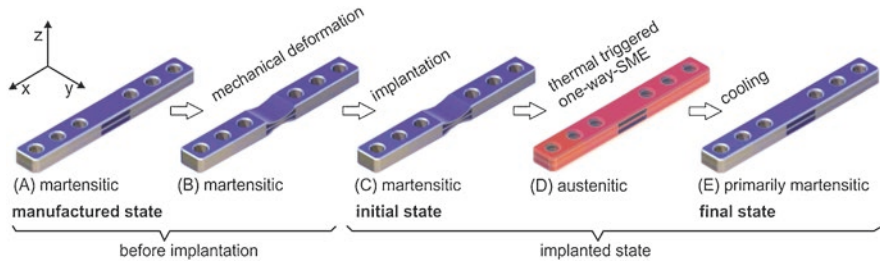 z
x
y
mechanical deformation
implantation
thermal triggered
one-way-SME
cooling
(A) martensitic
(B) martensitic
(C) martensitic
(D) austenitic
(E) primarily martensitic
manufactured state
initial state
final state
before implantation
implanted state